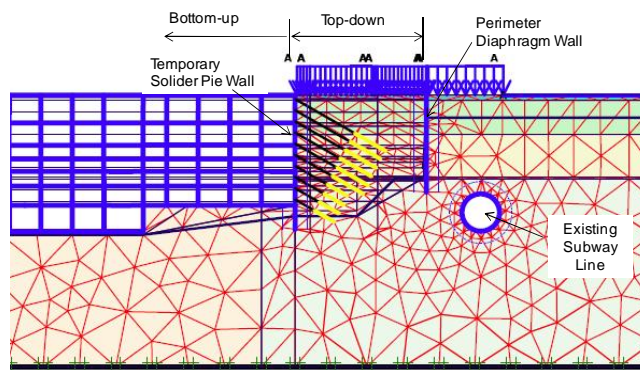 Bottom-up
Top-down
Perimeter
Diaphragm Wall
Temporary
Solider Pie Wall
A A AA A A
Existing
Subway
Line